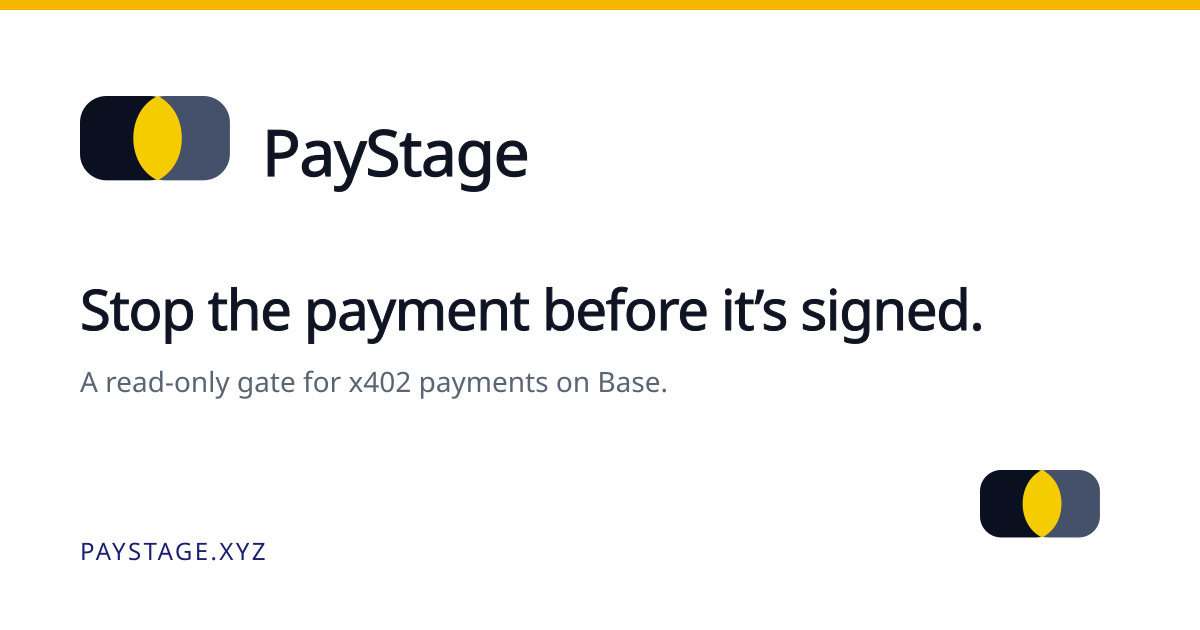 PayStage
Stop the payment before it’s signed.
A read-only gate for x402 payments on Base.
PAYSTAGE.XYZ